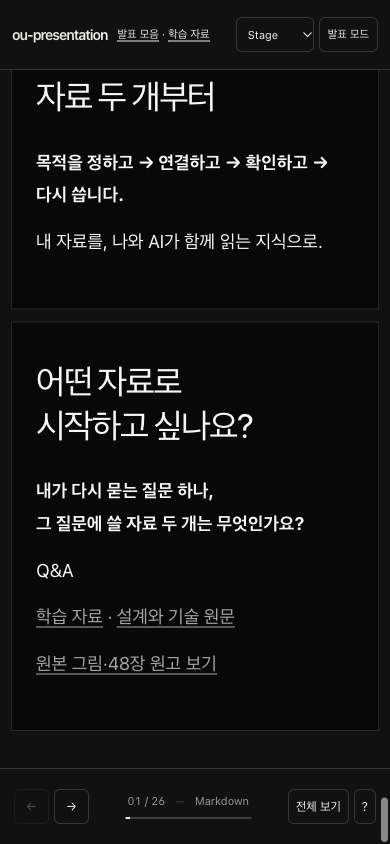 ou-presentation 발표 모음 · 학습 자료 Stage 발표 모드
자료 두 개부터
목적을 정하고 → 연결하고 → 확인하고 →
다시 씁니다.
내 자료를, 나와 AI가 함께 읽는 지식으로.
어떤 자료로
시작하고 싶나요?
내가 다시 묻는 질문 하나,
그 질문에 쓸 자료 두 개는 무엇인가요?
Q&A
학습 자료 · 설계와 기술 원문
원본 그림·48장 원고 보기
← → 01 / 26 — Markdown 전체 보기 ?